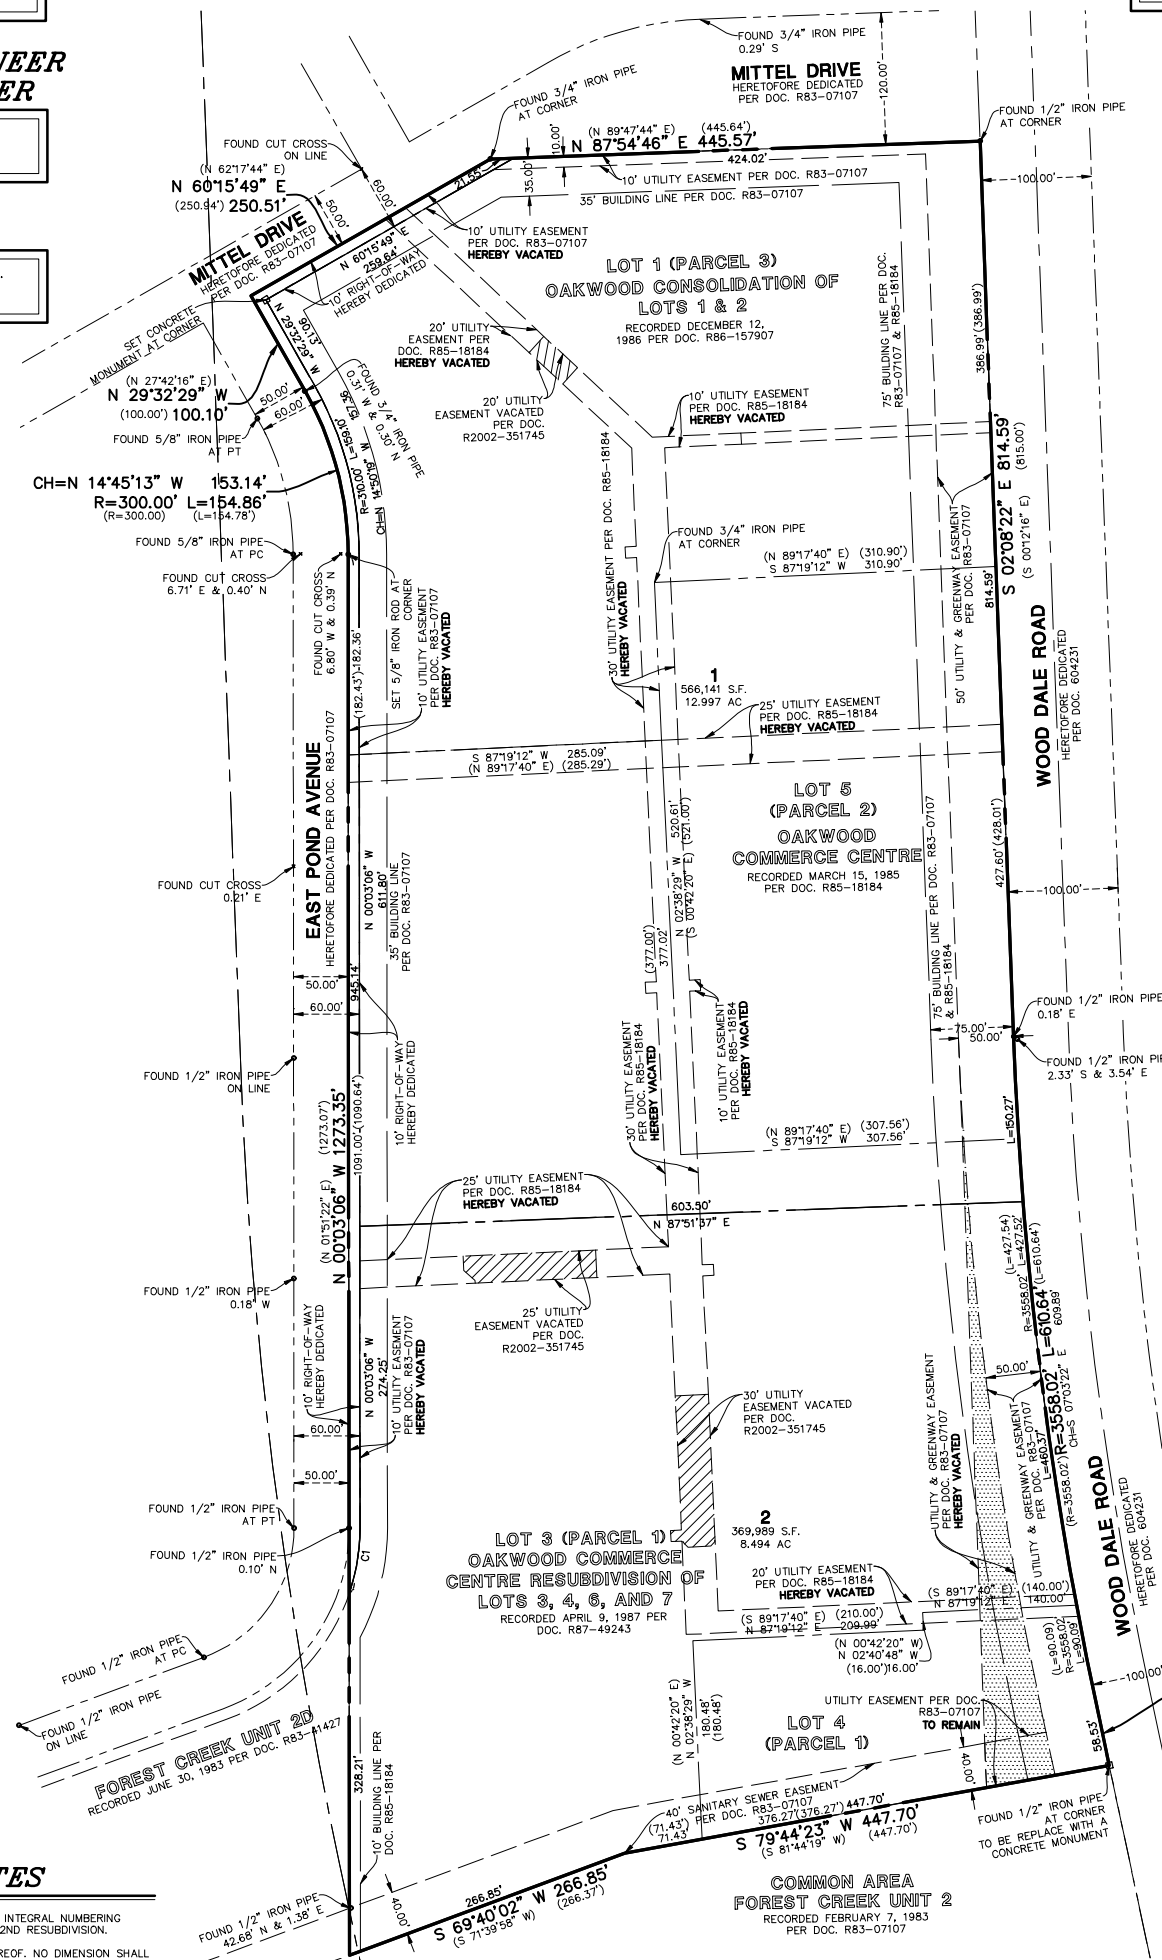 NEER
ER
FOUND 3/4" IRON PIPE
0.29' S
MITTEL DRIVE
HERETOFORE DEDICATED
PER DOC. R83-07107
120.00'
FOUND 3/4" IRON PIPE
AT CORNER
FOUND 1/2" IRON PIPE
AT CORNER
(N 89°47'44" E) (445.64')
N 87°54'46" E 445.57'
424.02'
10.00'
35.00'
21.55'
10' UTILITY EASEMENT PER DOC. R83-07107
35' BUILDING LINE PER DOC. R83-07107
100.00'
FOUND CUT CROSS
ON LINE
(N 62°17'44" E)
N 60°15'49" E
(250.94') 250.51'
50.00'
60.00'
MITTEL DRIVE
HERETOFORE DEDICATED
PER DOC. R83-07107
N 60°15'49" E
259.64'
10' RIGHT-OF-WAY
HEREBY DEDICATED
10' UTILITY EASEMENT
PER DOC. R83-07107
HEREBY VACATED
LOT 1 (PARCEL 3)
OAKWOOD CONSOLIDATION OF
LOTS 1 & 2
RECORDED DECEMBER 12,
1986 PER DOC. R86-157907
75' BUILDING LINE PER DOC.
R83-07107 & R85-18184
386.99' (386.99')
SET CONCRETE
MONUMENT AT CORNER
N 29°32'29" W
90.13'
20' UTILITY
EASEMENT PER
DOC. R85-18184
HEREBY VACATED
(N 27°42'16" E)
N 29°32'29" W
(100.00') 100.10'
50.00'
60.00'
FOUND 3/4" IRON PIPE
0.31' W & 0.30' N
20' UTILITY
EASEMENT VACATED
PER DOC.
R2002-351745
10' UTILITY EASEMENT
PER DOC. R85-18184
HEREBY VACATED
FOUND 5/8" IRON PIPE
AT PT
CH=N 14°45'13" W 153.14'
R=300.00' L=154.86'
(R=300.00) (L=154.78')
R=310.00' L=159.10'
CH=N 14°50'19" W
157.36'
S 02°08'22" E 814.59'
(S 00°12'16" E) (815.00')
814.59'
50' UTILITY & GREENWAY EASEMENT
PER DOC. R83-07107
FOUND 5/8" IRON PIPE
AT PC
FOUND CUT CROSS
6.71' E & 0.40' N
FOUND CUT CROSS
6.80' W & 0.39' N
SET 5/8" IRON ROD AT
CORNER
10' UTILITY EASEMENT
PER DOC. R83-07107
HEREBY VACATED
(182.43') 182.36'
30' UTILITY EASEMENT PER DOC. R85-18184
HEREBY VACATED
FOUND 3/4" IRON PIPE
AT CORNER
(N 89°17'40" E) (310.90')
S 87°19'12" W 310.90'
1
566,141 S.F.
12.997 AC
25' UTILITY EASEMENT
PER DOC. R85-18184
HEREBY VACATED
WOOD DALE ROAD
HERETOFORE DEDICATED
PER DOC. 604231
S 87°19'12" W 285.09'
(N 89°17'40" E) (285.29')
EAST POND AVENUE
HERETOFORE DEDICATED PER DOC. R83-07107
LOT 5
(PARCEL 2)
OAKWOOD
COMMERCE CENTRE
RECORDED MARCH 15, 1985
PER DOC. R85-18184
427.60' (428.01')
N 02°38'29" W 520.61'
(S 00°42'20" E) (521.00')
(377.00')
377.02'
75' BUILDING LINE PER DOC. R83-07107
& R85-18184
100.00'
FOUND CUT CROSS
0.21' E
N 00°03'06" W
611.80'
35' BUILDING LINE
PER DOC. R83-07107
945.14'
50.00'
60.00'
FOUND 1/2" IRON PIPE
0.18' E
75.00'
50.00'
FOUND 1/2" IRON PI
2.33' S & 3.54' E
FOUND 1/2" IRON PIPE
ON LINE
10' RIGHT-OF-WAY
HEREBY DEDICATED
1091.00' (1090.64')
30' UTILITY EASEMENT
PER DOC. R85-18184
HEREBY VACATED
10' UTILITY EASEMENT
PER DOC. R85-18184
HEREBY VACATED
L=150.27'
(N 89°17'40" E) (307.56')
S 87°19'12" W 307.56'
(N 01°51'22" E) (1273.07')
N 00°03'06" W 1273.35'
25' UTILITY EASEMENT
PER DOC. R85-18184
HEREBY VACATED
603.50'
N 87°51'37" E
FOUND 1/2" IRON PIPE
0.18' W
25' UTILITY
EASEMENT VACATED
PER DOC.
R2002-351745
(L=427.54)
R=3558.02' L=427.52'
R=3558.02' L=610.64' (L=610.64')
(R=3558.02')
CH=S 07°03'22" E
609.89'
10' RIGHT-OF-WAY
HEREBY DEDICATED
N 00°03'06" W
274.25'
10' UTILITY EASEMENT
PER DOC. R83-07107
HEREBY VACATED
60.00'
50.00'
30' UTILITY
EASEMENT VACATED
PER DOC.
R2002-351745
50.00'
UTILITY & GREENWAY EASEMENT
PER DOC. R83-07107
HEREBY VACATED
UTILITY & GREENWAY EASEMENT
PER DOC. R83-07107
L=460.37'
WOOD DALE ROAD
HERETOFORE DEDICATED
PER DOC. 604231
FOUND 1/2" IRON PIPE
AT PT
FOUND 1/2" IRON PIPE
0.10' N
C1
2
369,989 S.F.
8.494 AC
LOT 3 (PARCEL 1)
OAKWOOD COMMERCE
CENTRE RESUBDIVISION OF
LOTS 3, 4, 6, AND 7
RECORDED APRIL 9, 1987 PER
DOC. R87-49243
20' UTILITY EASEMENT
PER DOC. R85-18184
HEREBY VACATED
(S 89°17'40" E) (140.00')
N 87°19'12" E 140.00'
(S 89°17'40" E) (210.00')
N 87°19'12" E 209.99'
(N 00°42'20" W)
N 02°40'48" W
(16.00') 16.00'
(L=90.09)
R=3558.02
L=90.09
100.00'
FOUND 1/2" IRON PIPE
AT PC
FOUND 1/2" IRON PIPE
ON LINE
FOREST CREEK UNIT 2D
RECORDED JUNE 30, 1983 PER DOC. R83-41427
(N 00°42'20" E)
N 02°38'29" W
180.48'
(180.48')
UTILITY EASEMENT PER DOC.
R83-07107
TO REMAIN
LOT 4
(PARCEL 1)
58.53'
40.00'
328.21'
10' BUILDING LINE PER
DOC. R85-18184
40' SANITARY SEWER EASEMENT
PER DOC. R83-07107
(71.43')
71.43'
376.27' (376.27') 447.70'
S 79°44'23" W 447.70'
(S 81°44'19" W) (447.70')
FOUND 1/2" IRON PIPE
AT CORNER
TO BE REPLACE WITH A
CONCRETE MONUMENT
FOUND 1/2" IRON PIPE
42.68' N & 1.38' E
40.00'
266.85'
S 69°40'02" W 266.85'
(S 71°39'58" W) (266.37')
COMMON AREA
FOREST CREEK UNIT 2
RECORDED FEBRUARY 7, 1983
PER DOC. R83-07107
TES
INTEGRAL NUMBERING
2ND RESUBDIVISION.
REOF. NO DIMENSION SHALL